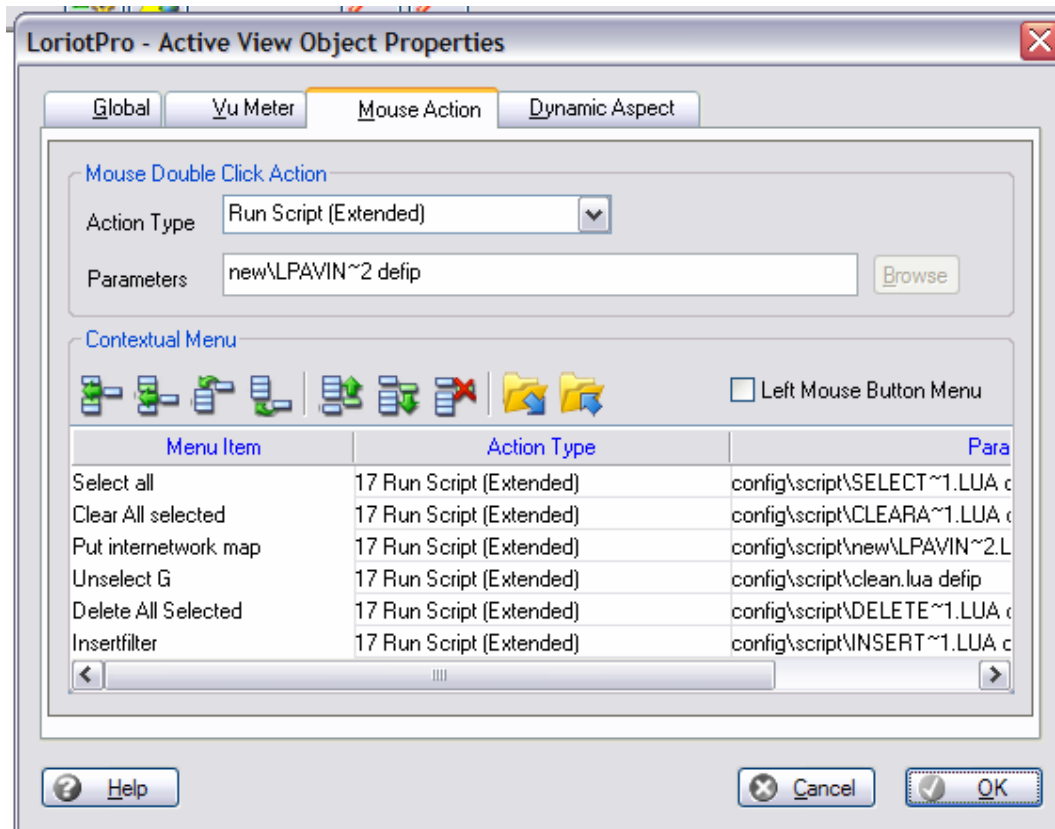 LoriotPro - Active View Object Properties
Global Vu Meter Mouse Action Dynamic Aspect
Mouse Double Click Action
Action Type Run Script (Extended)
Parameters new\LPAVIN~2 defip Browse
Contextual Menu
Left Mouse Button Menu
Menu Item Action Type Para
Select all 17 Run Script (Extended) config\script\SELECT~1.LUA
Clear All selected 17 Run Script (Extended) config\script\CLEARA~1.LUA
Put internetwork map 17 Run Script (Extended) config\script\new\LPAVIN~2.L
Unselect G 17 Run Script (Extended) config\script\clean.lua defip
Delete All Selected 17 Run Script (Extended) config\script\DELETE~1.LUA
Insertfilter 17 Run Script (Extended) config\script\INSERT~1.LUA
Help Cancel OK